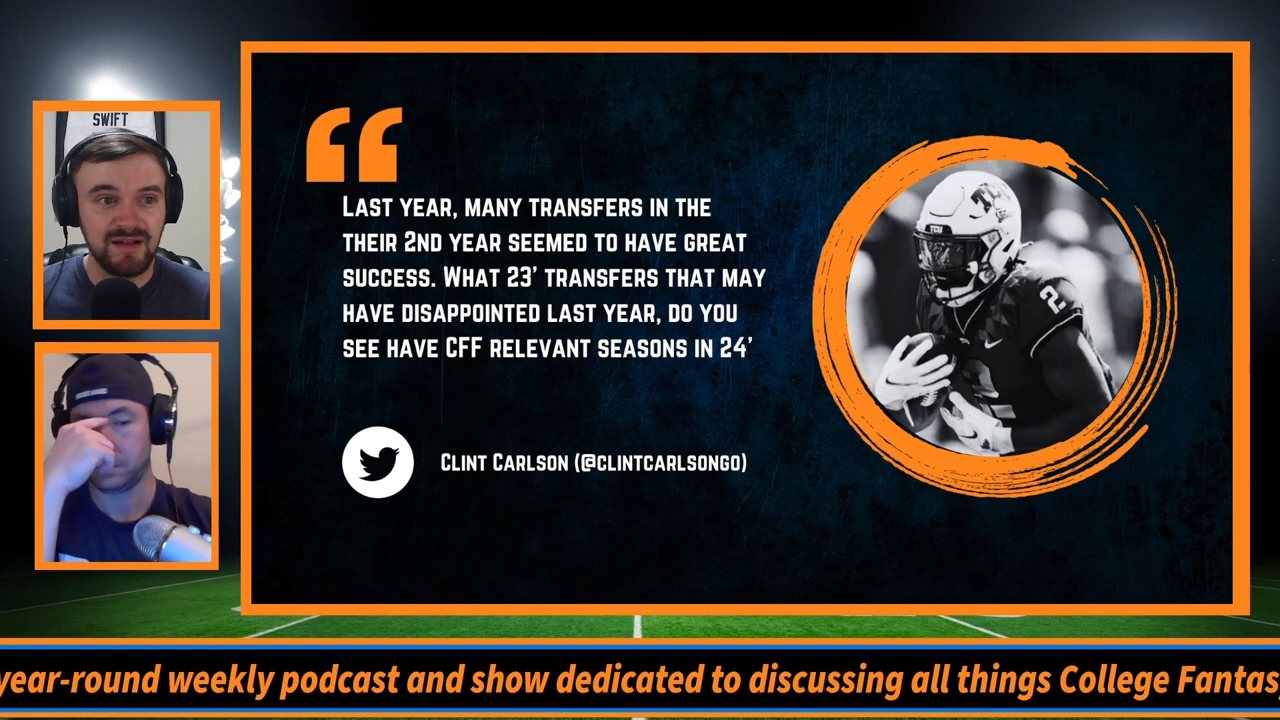 SWIFT
“
LAST YEAR, MANY TRANSFERS IN THE
THEIR 2ND YEAR SEEMED TO HAVE GREAT
SUCCESS. WHAT 23' TRANSFERS THAT MAY
HAVE DISAPPOINTED LAST YEAR, DO YOU
SEE HAVE CFF RELEVANT SEASONS IN 24'
CLINT CARLSON (@CLINTCARLSONGO)
TCU
TCU
2
year-round weekly podcast and show dedicated to discussing all things College Fantas